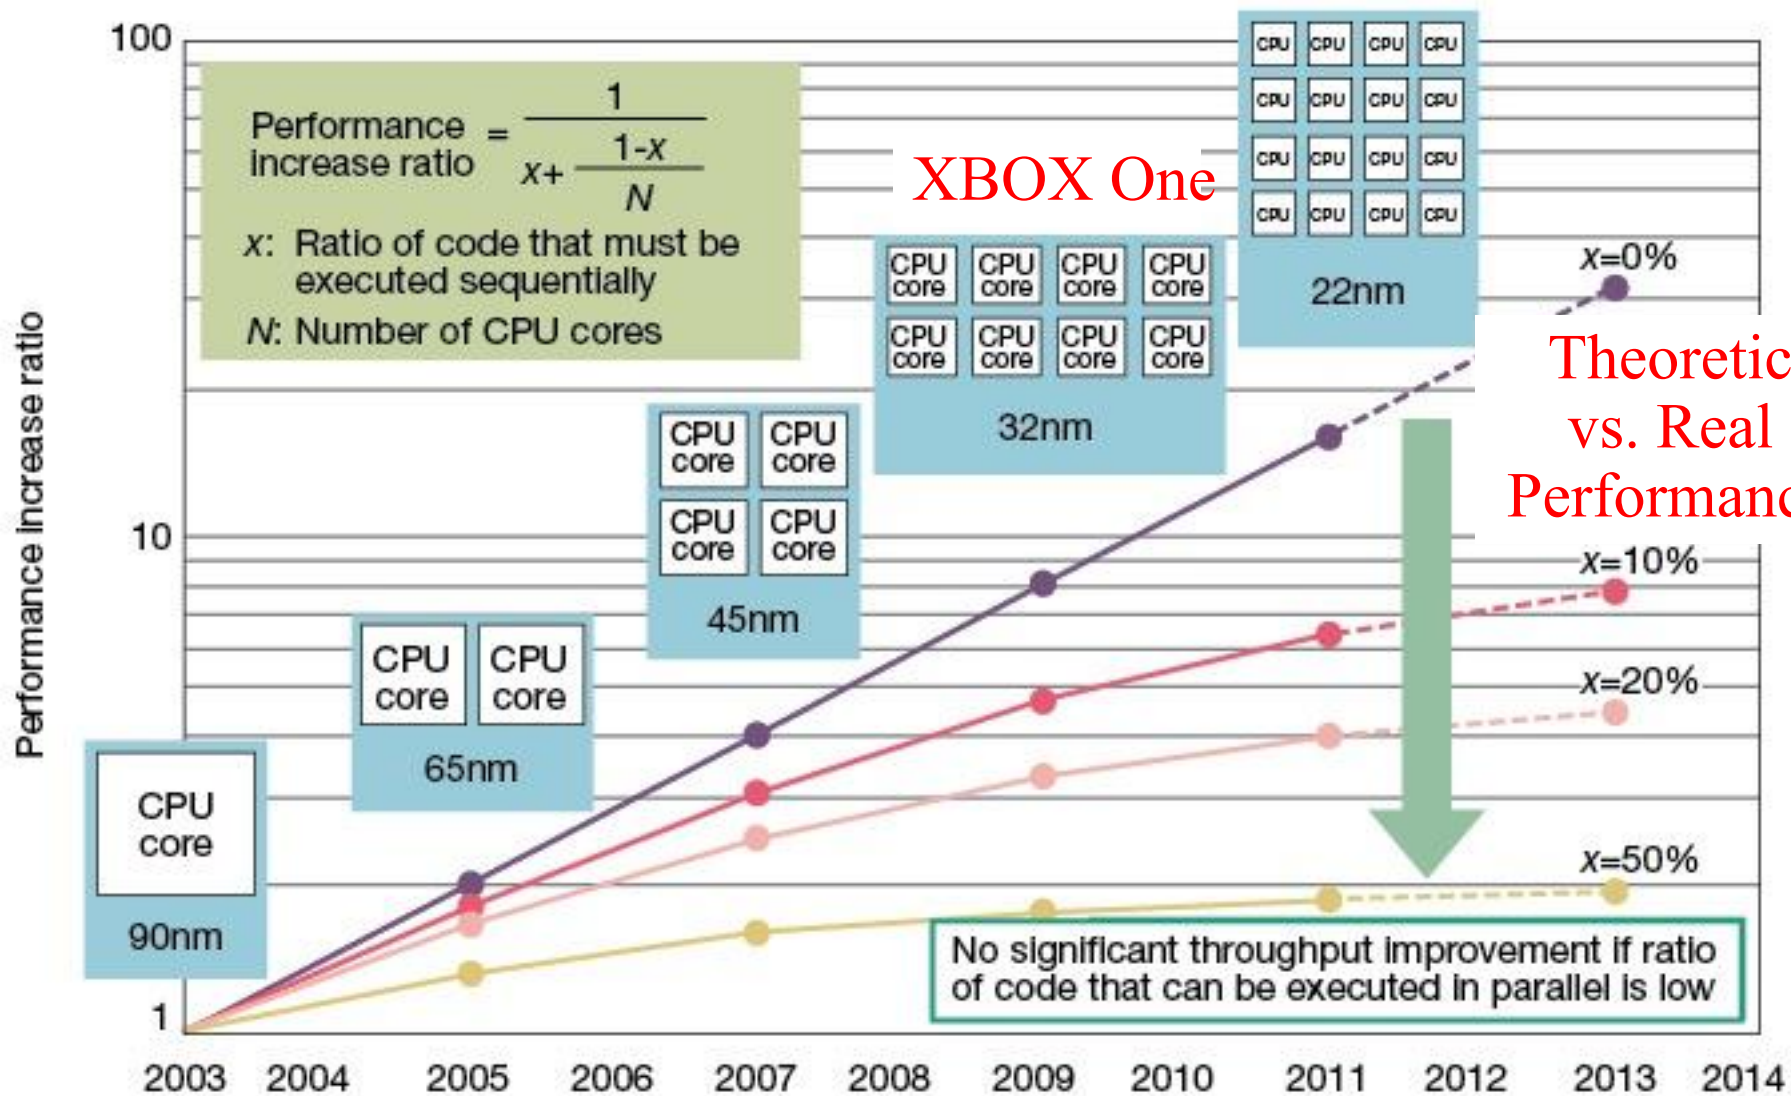 100
10
1
Performance increase ratio
Performance
increase ratio
=
1
x+
1-x
N
x: Ratio of code that must be
executed sequentially
N: Number of CPU cores
XBOX One
CPU CPU CPU CPU
CPU CPU CPU CPU
CPU CPU CPU CPU
CPU CPU CPU CPU
22nm
CPU core CPU core CPU core CPU core
CPU core CPU core CPU core CPU core
32nm
CPU core CPU core
CPU core CPU core
45nm
CPU core CPU core
65nm
CPU
core
90nm
x=0%
Theoretic
vs. Real
Performanc
x=10%
x=20%
x=50%
No significant throughput improvement if ratio
of code that can be executed in parallel is low
2003 2004 2005 2006 2007 2008 2009 2010 2011 2012 2013 2014